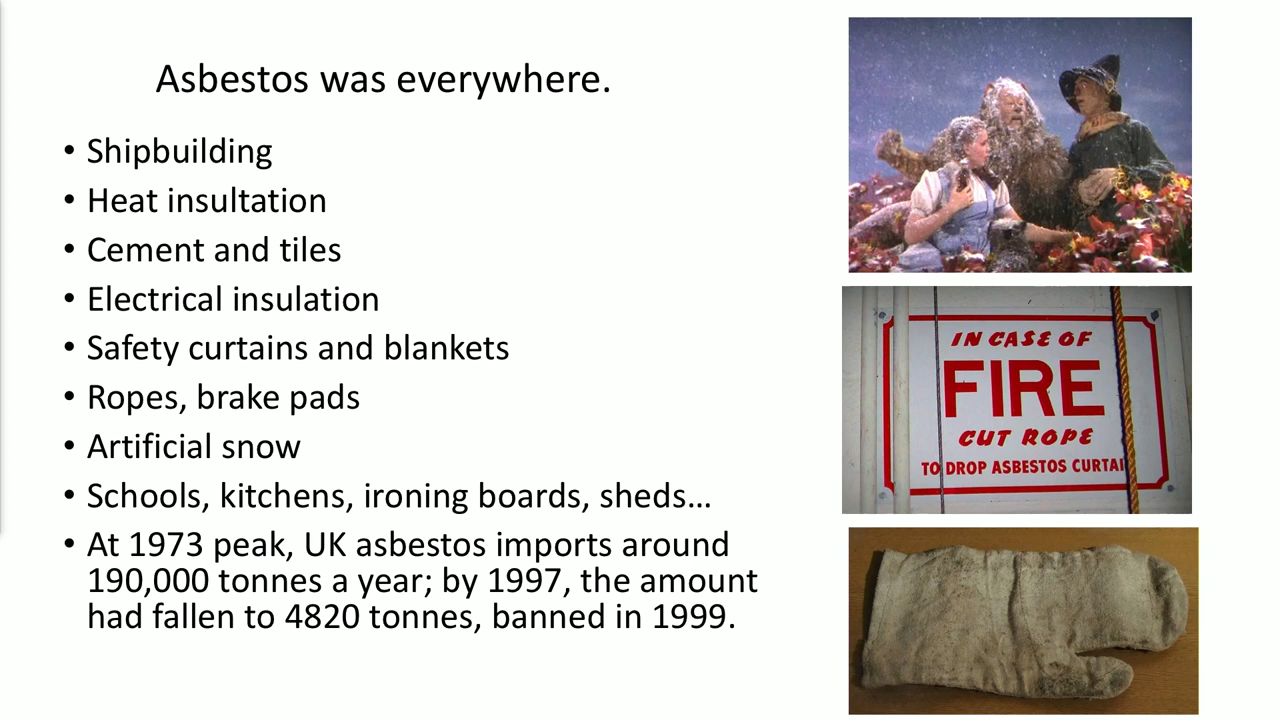 Asbestos was everywhere.
• Shipbuilding
• Heat insultation
• Cement and tiles
• Electrical insulation
• Safety curtains and blankets
• Ropes, brake pads
• Artificial snow
• Schools, kitchens, ironing boards, sheds…
• At 1973 peak, UK asbestos imports around
190,000 tonnes a year; by 1997, the amount
had fallen to 4820 tonnes, banned in 1999.
IN CASE OF
FIRE
CUT ROPE
TO DROP ASBESTOS CURTAI